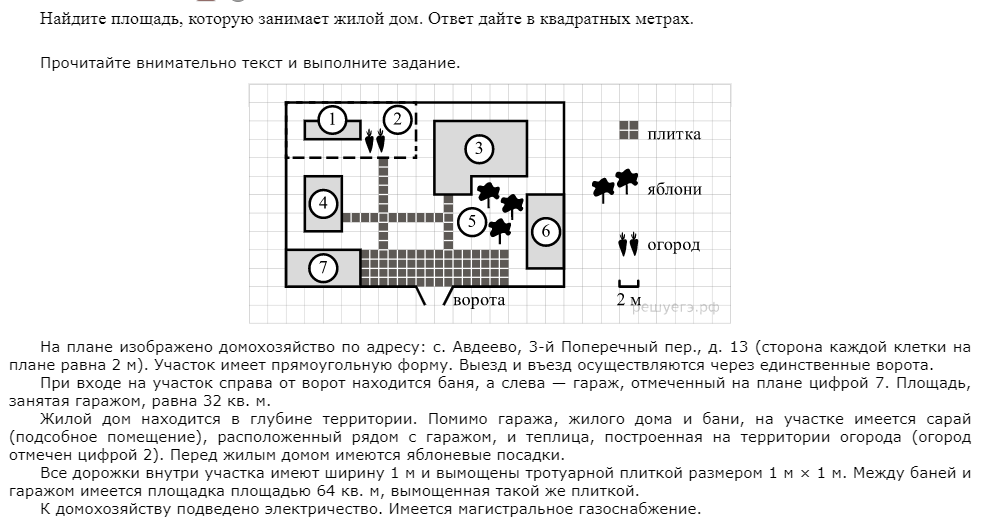 Найдите площадь, которую занимает жилой дом. Ответ дайте в квадратных метрах.
Прочитайте внимательно текст и выполните задание.
1
2
3
плитка
4
5
6
яблони
7
огород
ворота
2 м
решуегэ.рф
На плане изображено домохозяйство по адресу: с. Авдеево, 3-й Поперечный пер., д. 13 (сторона каждой клетки на
плане равна 2 м). Участок имеет прямоугольную форму. Выезд и въезд осуществляются через единственные ворота.
При входе на участок справа от ворот находится баня, а слева — гараж, отмеченный на плане цифрой 7. Площадь,
занятая гаражом, равна 32 кв. м.
Жилой дом находится в глубине территории. Помимо гаража, жилого дома и бани, на участке имеется сарай
(подсобное помещение), расположенный рядом с гаражом, и теплица, построенная на территории огорода (огород
отмечен цифрой 2). Перед жилым домом имеются яблоневые посадки.
Все дорожки внутри участка имеют ширину 1 м и вымощены тротуарной плиткой размером 1 м × 1 м. Между баней и
гаражом имеется площадка площадью 64 кв. м, вымощенная такой же плиткой.
К домохозяйству подведено электричество. Имеется магистральное газоснабжение.